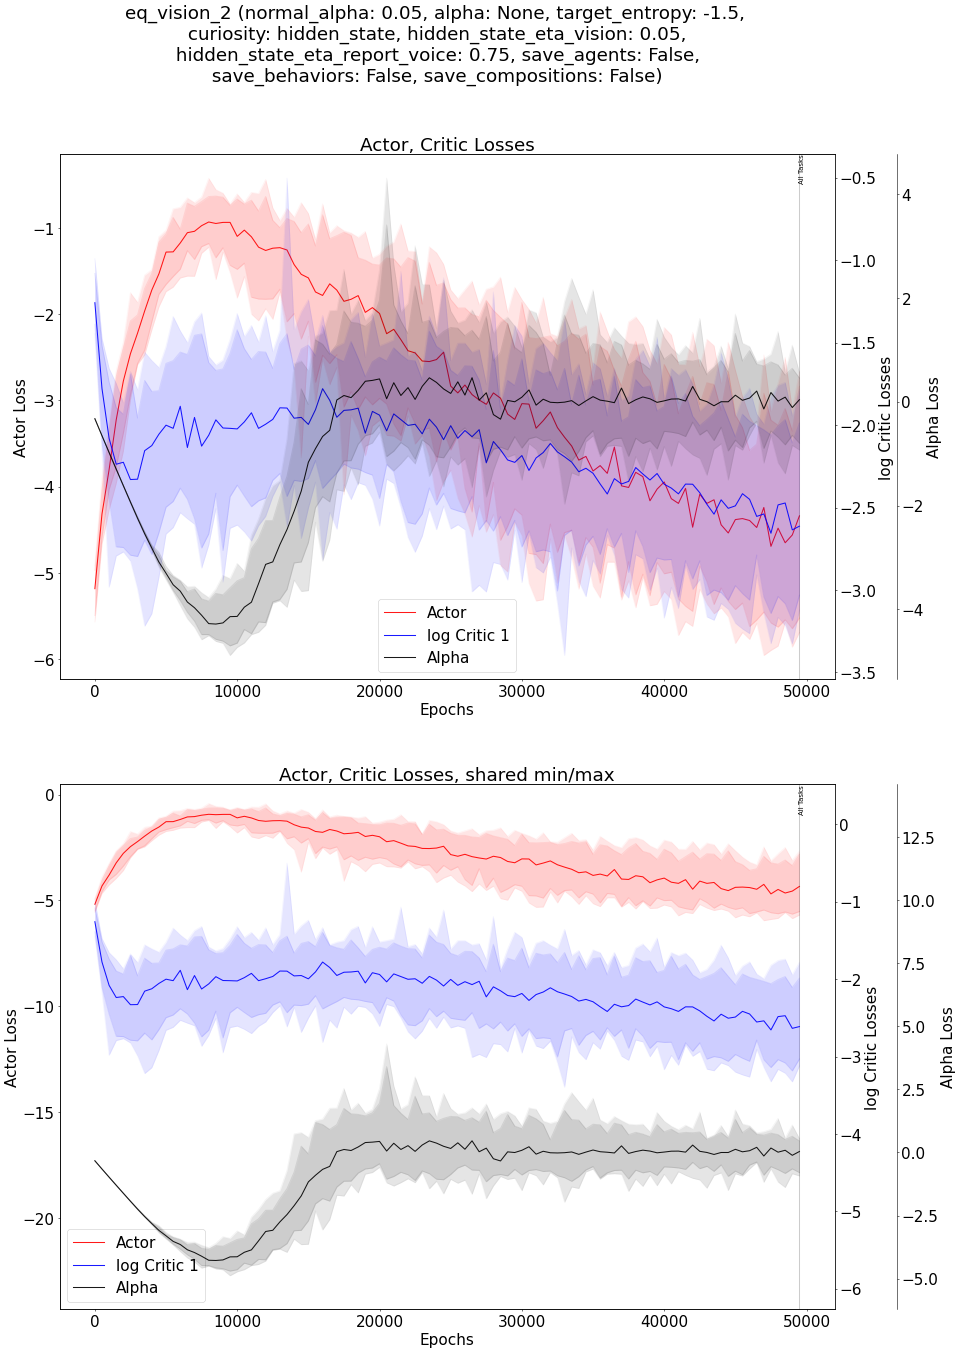 eq_vision_2 (normal_alpha: 0.05, alpha: None, target_entropy: -1.5,
curiosity: hidden_state, hidden_state_eta_vision: 0.05,
hidden_state_eta_report_voice: 0.75, save_agents: False,
save_behaviors: False, save_compositions: False)
Actor, Critic Losses
All Tasks
−1
−2
−3
−4
−5
−6
Actor Loss
−0.5
−1.0
−1.5
−2.0
−2.5
−3.0
−3.5
log Critic Losses
4
2
0
−2
−4
Alpha Loss
Actor
log Critic 1
Alpha
0
10000
20000
30000
40000
50000
Epochs
Actor, Critic Losses, shared min/max
All Tasks
0
−5
−10
−15
−20
Actor Loss
0
−1
−2
−3
−4
−5
−6
log Critic Losses
12.5
10.0
7.5
5.0
2.5
0.0
−2.5
−5.0
Alpha Loss
Actor
log Critic 1
Alpha
0
10000
20000
30000
40000
50000
Epochs